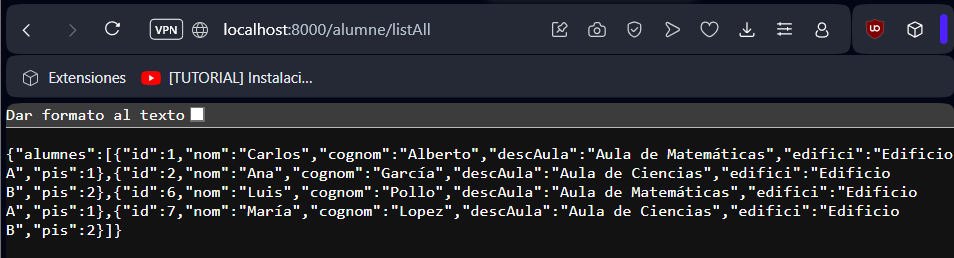 VPN localhost:8000/alumne/listAll
Extensiones [TUTORIAL] Instalaci...
Dar formato al texto
{"alumnes":[{"id":1,"nom":"Carlos","cognom":"Alberto","descAula":"Aula de Matemáticas","edifici":"Edificio
A","pis":1},{"id":2,"nom":"Ana","cognom":"García","descAula":"Aula de Ciencias","edifici":"Edificio
B","pis":2},{"id":6,"nom":"Luis","cognom":"Pollo","descAula":"Aula de Matemáticas","edifici":"Edificio
A","pis":1},{"id":7,"nom":"María","cognom":"Lopez","descAula":"Aula de Ciencias","edifici":"Edificio
B","pis":2}]}